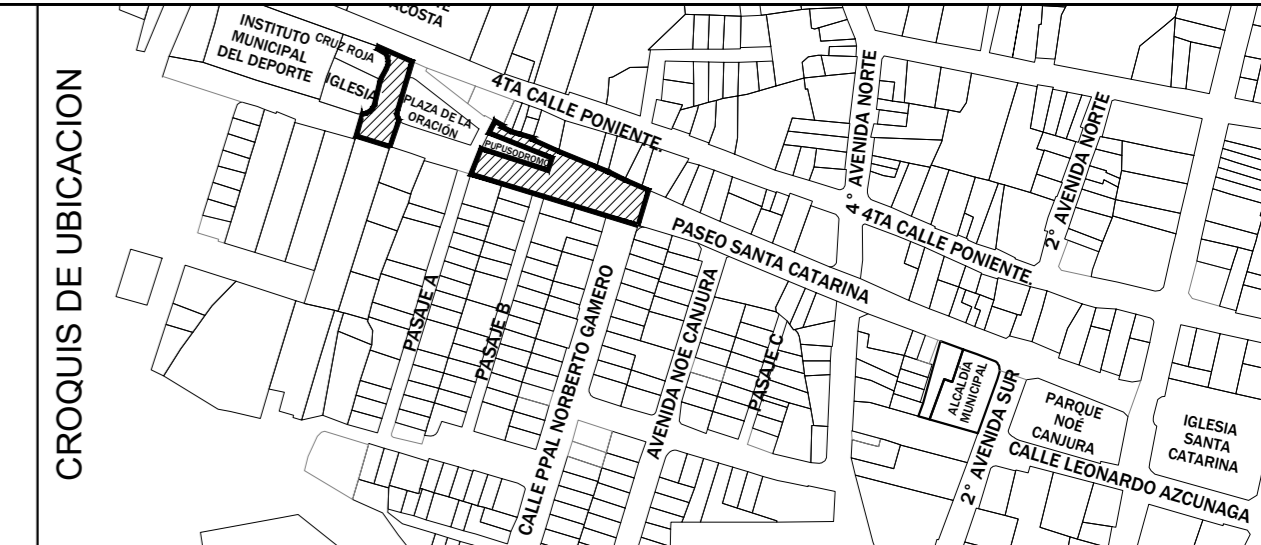 CROQUIS DE UBICACION
ACOSTA
INSTITUTO
MUNICIPAL
DEL DEPORTE
CRUZ ROJA
IGLESIA
PLAZA DE LA
ORACIÓN
PUPUSODROMO
4TA CALLE PONIENTE.
4° AVENIDA NORTE
2° AVENIDA NORTE
4TA CALLE PONIENTE.
PASEO SANTA CATARINA
PASAJE A
PASAJE B
CALLE PPAL NORBERTO GAMERO
AVENIDA NOE CANJURA
PASAJE C
ALCALDÍA
MUNICIPAL
2° AVENIDA SUR
PARQUE
NOÉ
CANJURA
IGLESIA
SANTA
CATARINA
CALLE LEONARDO AZCUNAGA